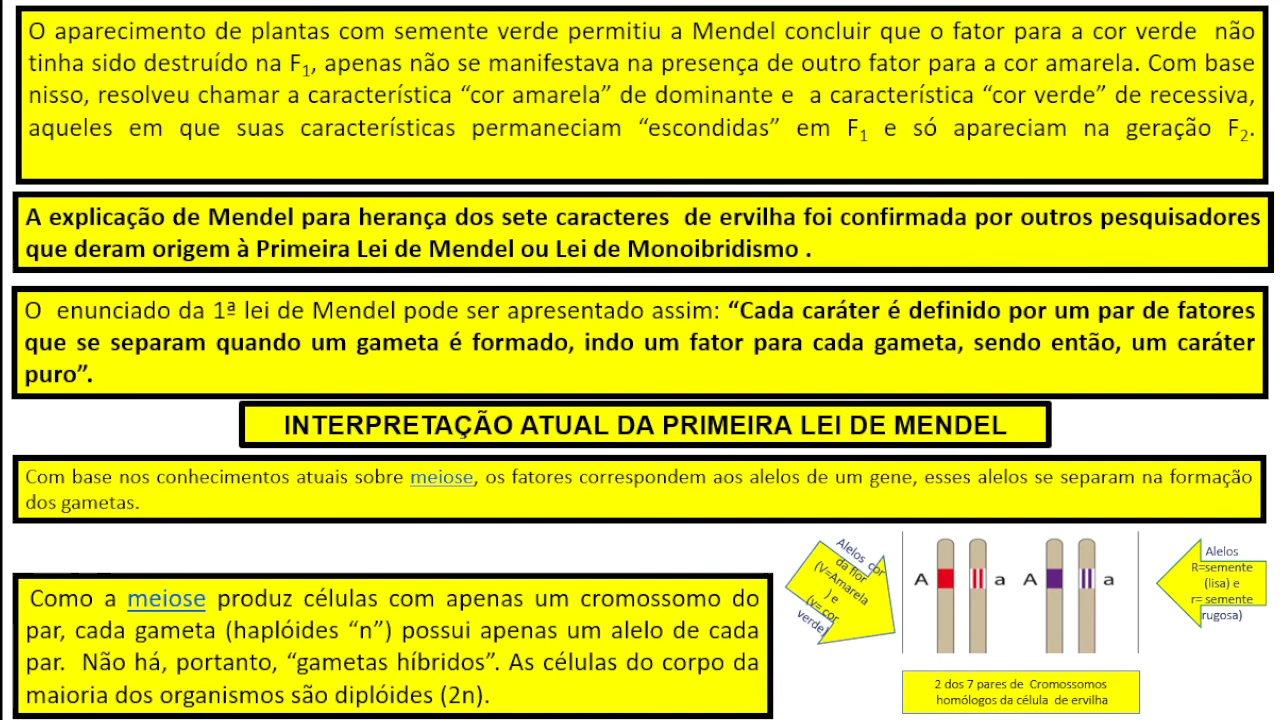 O aparecimento de plantas com semente verde permitiu a Mendel concluir que o fator para a cor verde não
tinha sido destruído na F1, apenas não se manifestava na presença de outro fator para a cor amarela. Com base
nisso, resolveu chamar a característica “cor amarela” de dominante e a característica “cor verde” de recessiva,
aqueles em que suas características permaneciam “escondidas” em F1 e só apareciam na geração F2.
A explicação de Mendel para herança dos sete caracteres de ervilha foi confirmada por outros pesquisadores
que deram origem à Primeira Lei de Mendel ou Lei de Monoibridismo .
O enunciado da 1ª lei de Mendel pode ser apresentado assim: “Cada caráter é definido por um par de fatores
que se separam quando um gameta é formado, indo um fator para cada gameta, sendo então, um caráter
puro”.
INTERPRETAÇÃO ATUAL DA PRIMEIRA LEI DE MENDEL
Com base nos conhecimentos atuais sobre meiose, os fatores correspondem aos alelos de um gene, esses alelos se separam na formação
dos gametas.
Como a meiose produz células com apenas um cromossomo do
par, cada gameta (haplóides “n”) possui apenas um alelo de cada
par. Não há, portanto, “gametas híbridos”. As células do corpo da
maioria dos organismos são diplóides (2n).
Alelos cor
da flor
(V=Amarela
) e
(v= cor
verde)
A a A a
Alelos
R=semente
(lisa) e
r= semente
rugosa)
2 dos 7 pares de Cromossomos
homólogos da célula de ervilha